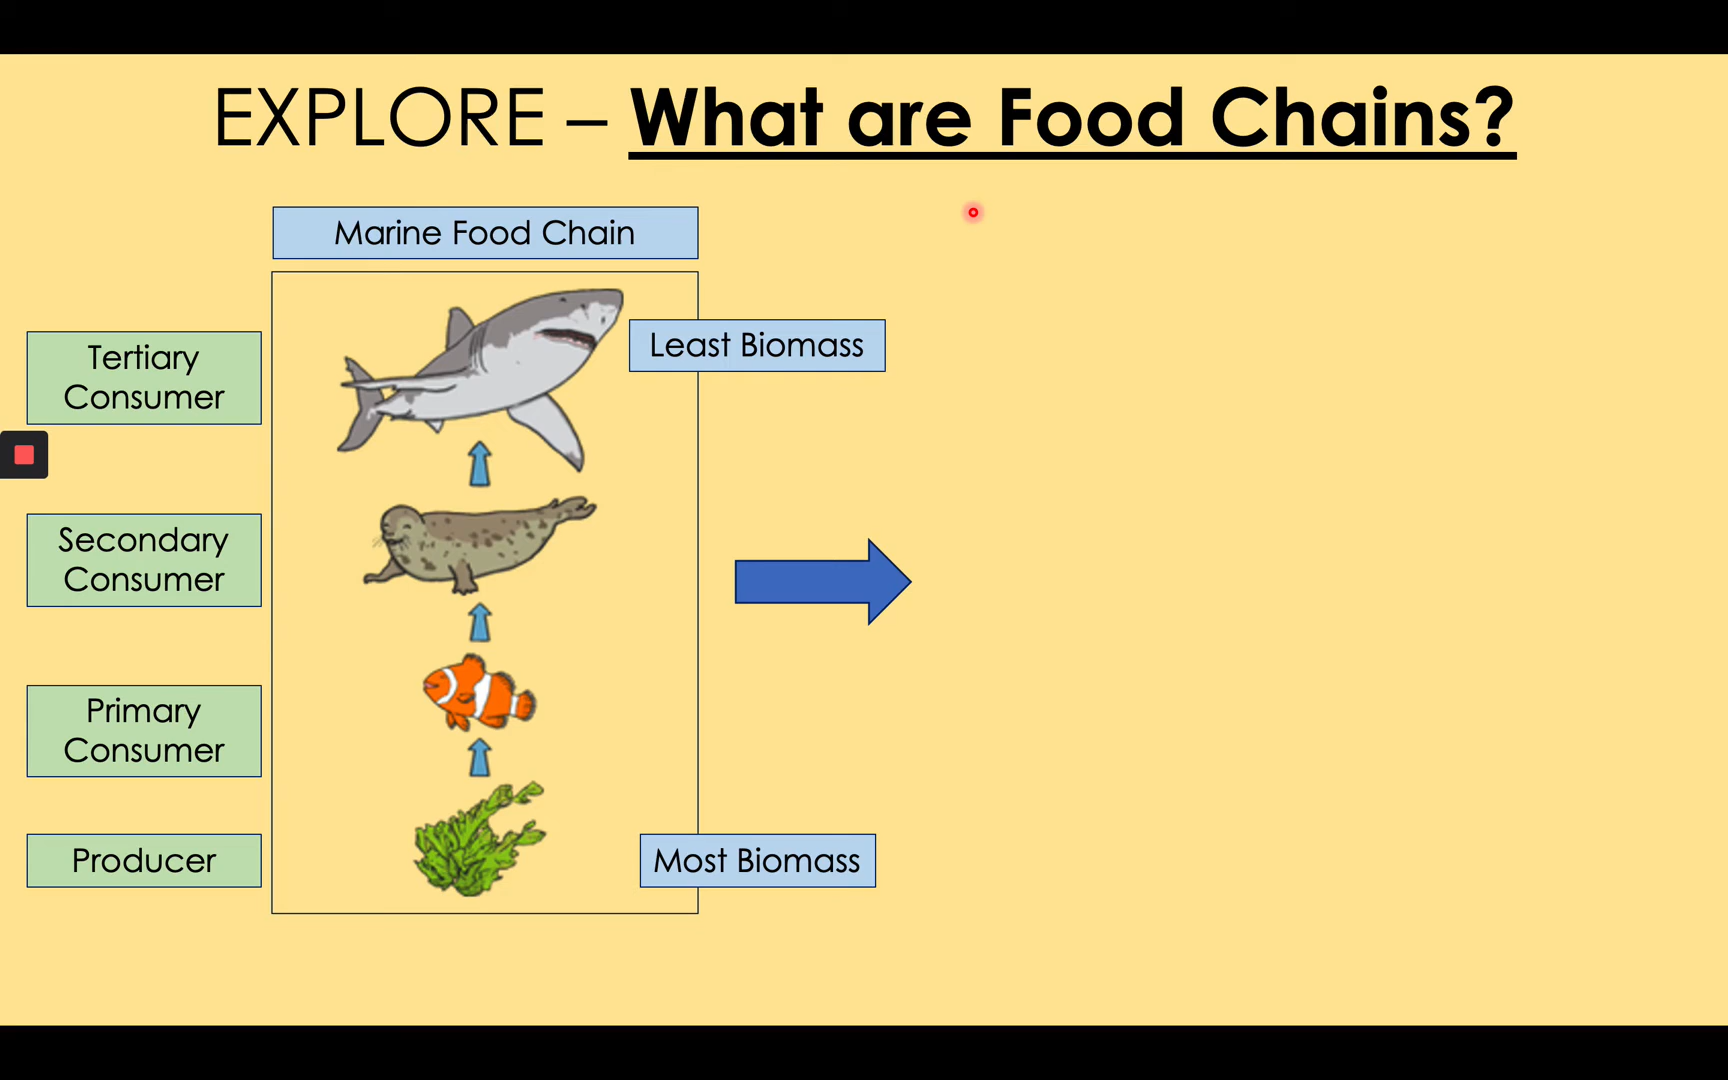 EXPLORE – What are Food Chains?
Marine Food Chain
Tertiary
Consumer
Least Biomass
Secondary
Consumer
Primary
Consumer
Producer
Most Biomass